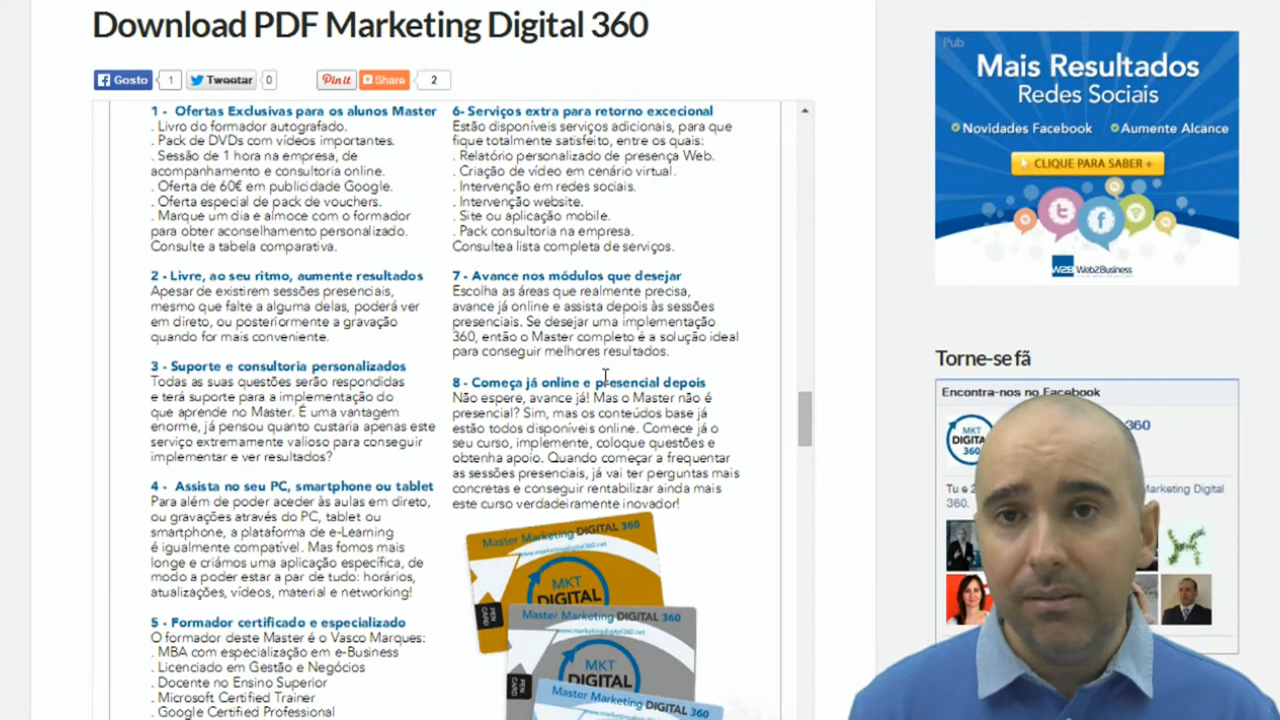 Download PDF Marketing Digital 360
Gosto 1 Tweetar 0 Pin it Share 2
1 - Ofertas Exclusivas para os alunos Master
. Livro do formador autografado.
. Pack de DVDs com vídeos importantes.
. Sessão de 1 hora na empresa, de
acompanhamento e consultoria online.
. Oferta de 60€ em publicidade Google.
. Oferta especial de pack de vouchers.
. Marque um dia e almoce com o formador
para obter aconselhamento personalizado.
Consulte a tabela comparativa.
2 - Livre, ao seu ritmo, aumente resultados
Apesar de existirem sessões presenciais,
mesmo que falte a alguma delas, poderá ver
em direto, ou posteriormente a gravação
quando for mais conveniente.
3 - Suporte e consultoria personalizados
Todas as suas questões serão respondidas
e terá suporte para a implementação do
que aprende no Master. É uma vantagem
enorme, já pensou quanto custaria apenas este
serviço extremamente valioso para conseguir
implementar e ver resultados?
4 - Assista no seu PC, smartphone ou tablet
Para além de poder aceder às aulas em direto,
ou gravações através do PC, tablet ou
smartphone, a plataforma de e-Learning
é igualmente compatível. Mas fomos mais
longe e criámos uma aplicação específica, de
modo a poder estar a par de tudo: horários,
atualizações, vídeos, material e networking!
5 - Formador certificado e especializado
O formador deste Master é o Vasco Marques:
. MBA com especialização em e-Business
. Licenciado em Gestão e Negócios
. Docente no Ensino Superior
. Microsoft Certified Trainer
. Google Certified Professional
6- Serviços extra para retorno excecional
Estão disponíveis serviços adicionais, para que
fique totalmente satisfeito, entre os quais:
. Relatório personalizado de presença Web.
. Criação de vídeo em cenário virtual.
. Intervenção em redes sociais.
. Intervenção website.
. Site ou aplicação mobile.
. Pack consultoria na empresa.
Consultea lista completa de serviços.
7 - Avance nos módulos que desejar
Escolha as áreas que realmente precisa,
avance já online e assista depois às sessões
presenciais. Se desejar uma implementação
360, então o Master completo é a solução ideal
para conseguir melhores resultados.
8 - Começa já online e presencial depois
Não espere, avance já! Mas o Master não é
presencial? Sim, mas os conteúdos base já
estão todos disponíveis online. Comece já o
seu curso, implemente, coloque questões e
obtenha apoio. Quando começar a frequentar
as sessões presenciais, já vai ter perguntas mais
concretas e conseguir rentabilizar ainda mais
este curso verdadeiramente inovador!
Master Marketing DIGITAL 360
www.marketingdigital360.net
MKT
DIGITAL
PEN CARD
Master Marketing DIGITAL 360
www.marketingdigital360.net
MKT
DIGITAL
PEN CARD
Master Marketing DIGITAL 360
Pub
Mais Resultados
Redes Sociais
Novidades Facebook Aumente Alcance
CLIQUE PARA SABER +
W2B Web2Business
Torne-se fã
Encontra-nos no Facebook
MKT
DIGITAL
360
360
Tu e 2
Marketing Digital
360.